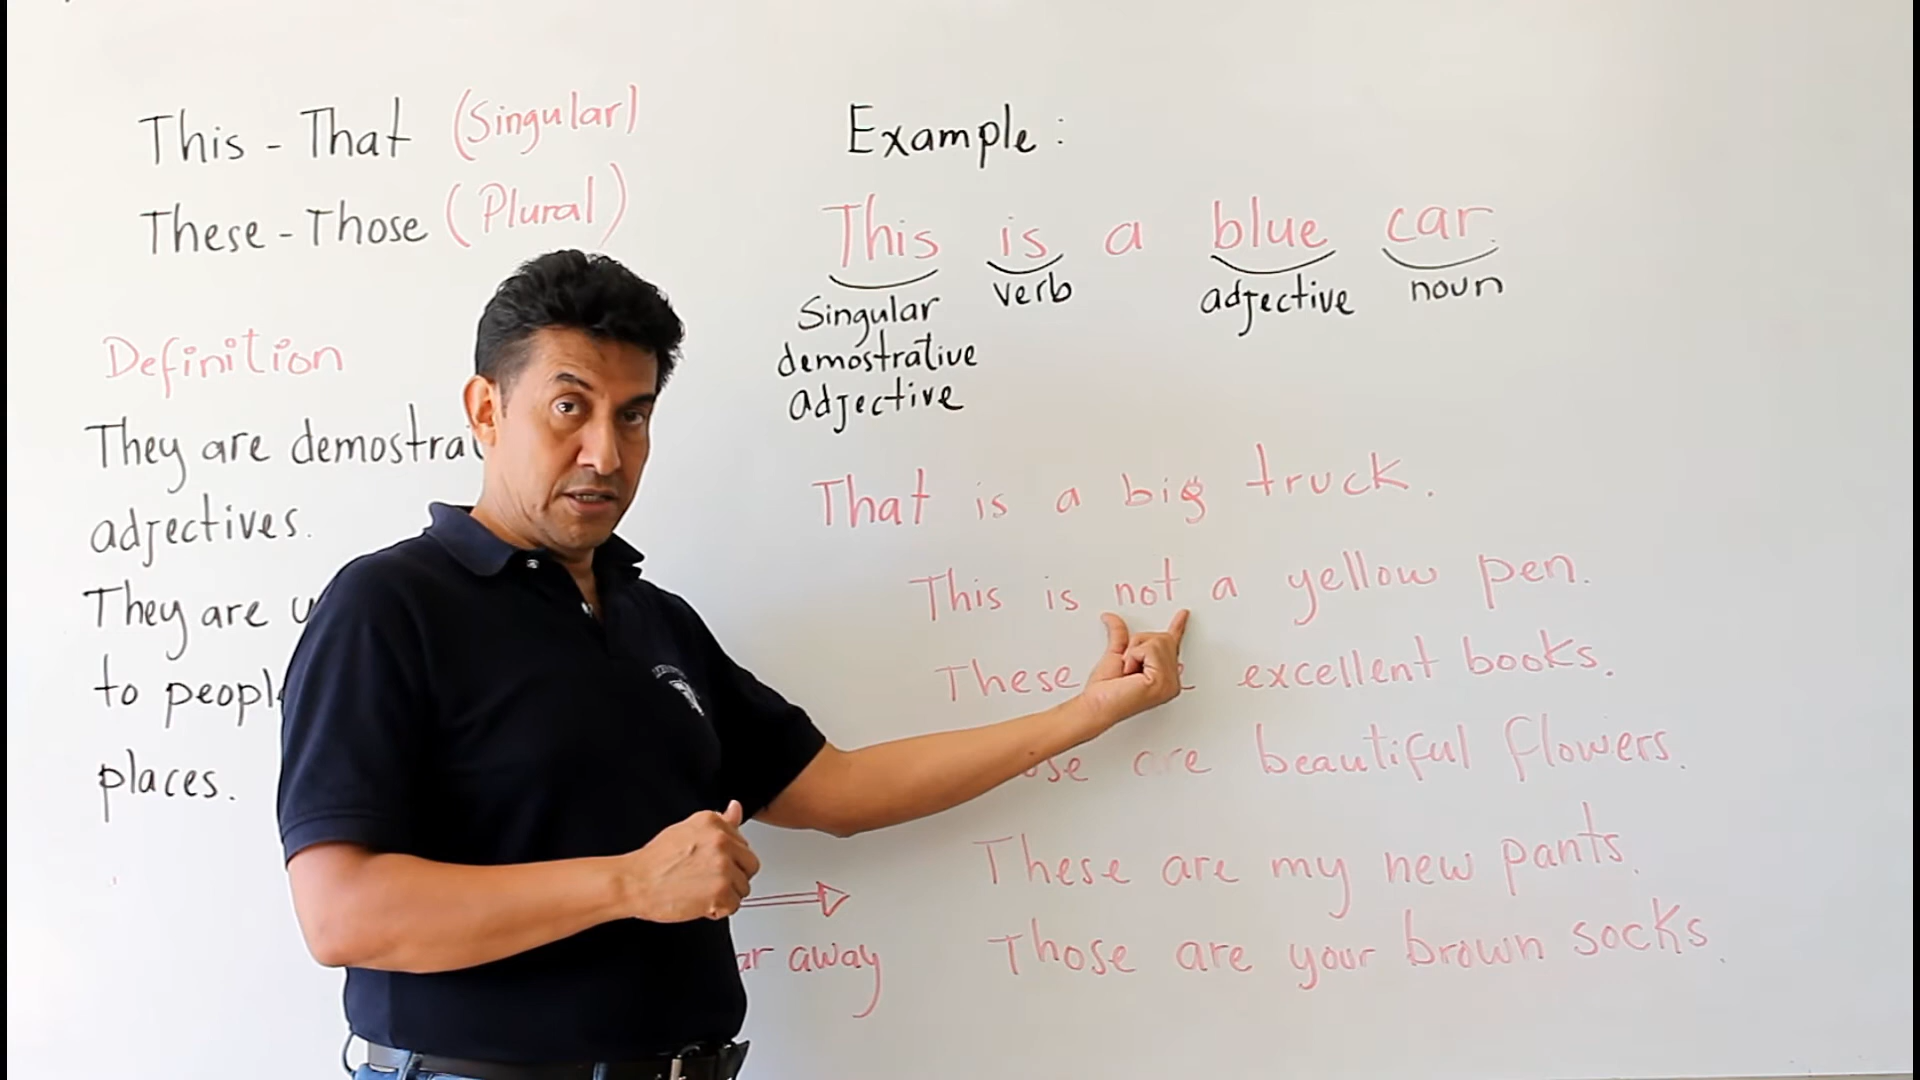 This - That (Singular)
These - Those (Plural)
Definition
They are demostra
adjectives.
They are
to peopl
places.
away
Example:
This is a blue car.
Singular demostrative adjective
verb
adjective
noun
That is a big truck.
This is not a yellow pen.
These excellent books.
are beautiful flowers.
These are my new pants.
Those are your brown socks.